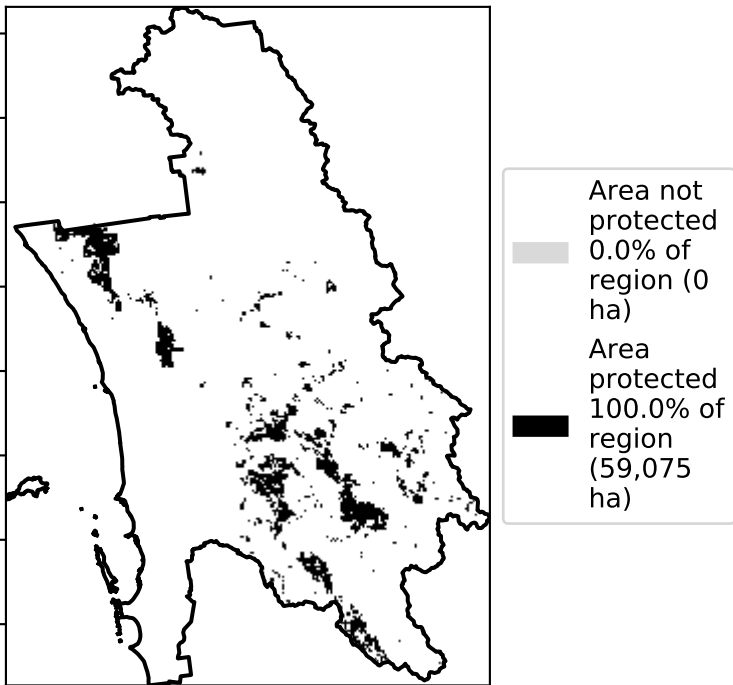 Area not
protected
0.0% of
region (0
ha)
Area
protected
100.0% of
region
(59,075
ha)